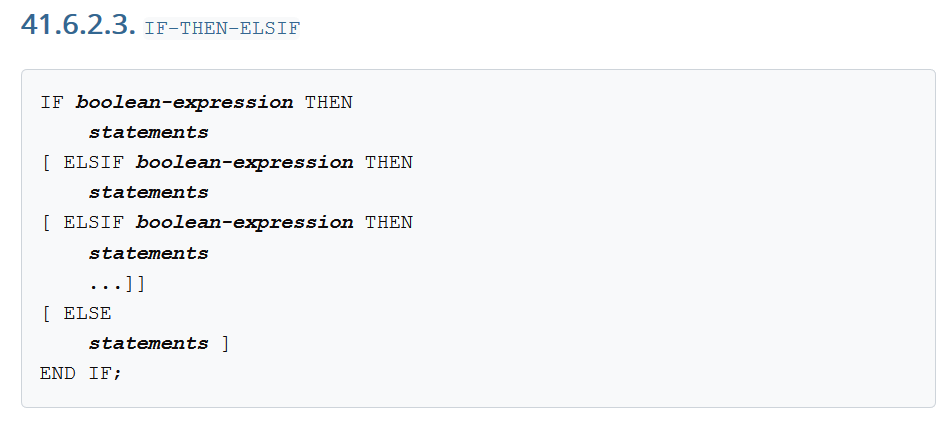 41.6.2.3. IF-THEN-ELSIF
IF boolean-expression THEN
    statements
[ ELSIF boolean-expression THEN
    statements
[ ELSIF boolean-expression THEN
    statements
    ...]]
[ ELSE
    statements ]
END IF;